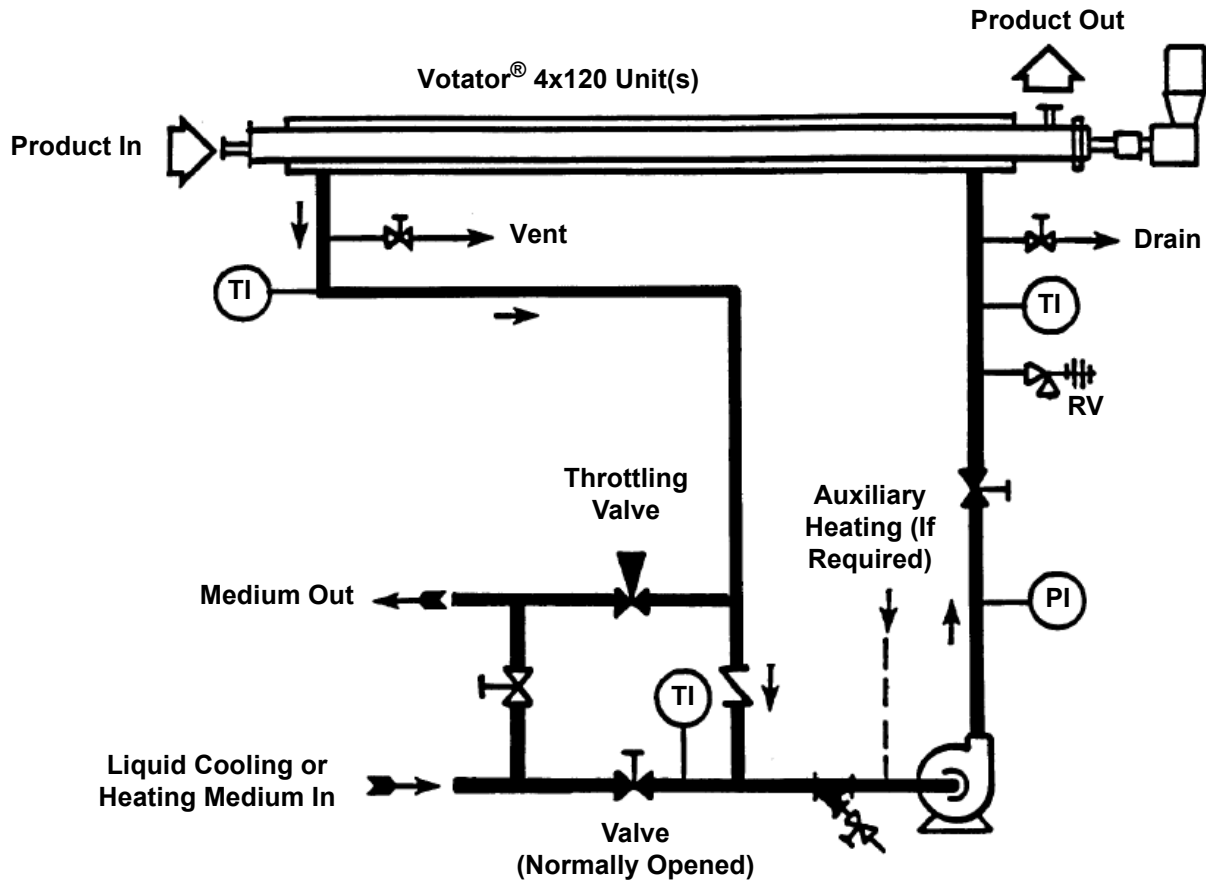 Product Out
Votator® 4x120 Unit(s)
Product In
Vent
Drain
TI
TI
RV
Throttling
Valve
Auxiliary
Heating (If
Required)
Medium Out
PI
TI
Liquid Cooling or
Heating Medium In
Valve
(Normally Opened)